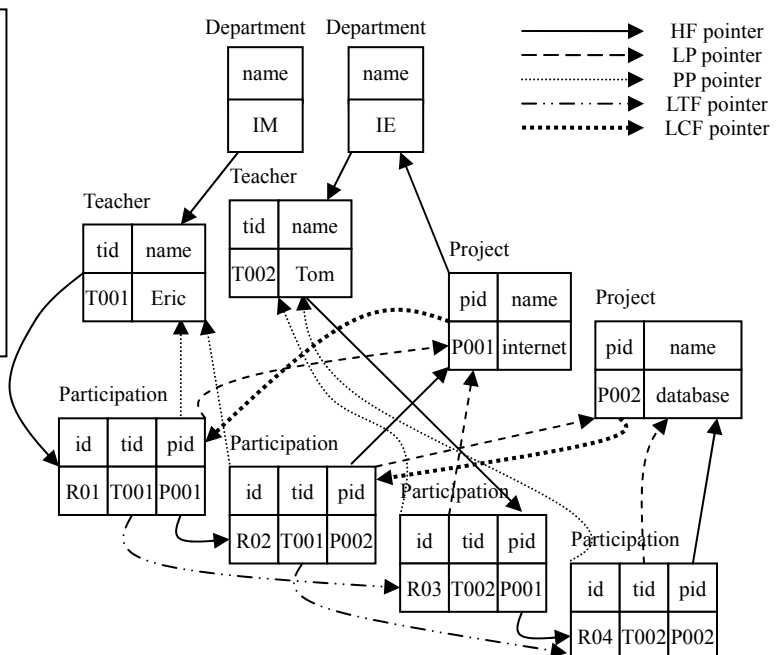 Department Department
name
IM
name
IE
HF pointer
LP pointer
PP pointer
LTF pointer
LCF pointer
Teacher
tid name
T001 Eric
Teacher
tid name
T002 Tom
Project
pid name
P001 internet
Project
pid name
P002 database
Participation
id tid pid
R01 T001 P001
Participation
id tid pid
R02 T001 P002
Participation
id tid pid
R03 T002 P001
Participation
id tid pid
R04 T002 P002